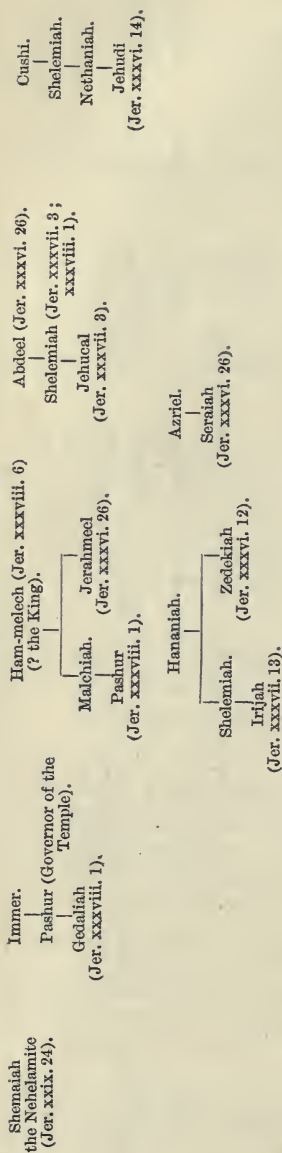 Shemaiah
the Nehelamite
(Jer. xxix. 24).
Immer.
Pashur (Governor of the
Temple).
Gedaliah
(Jer. xxxviii. 1).
Ham-melech (Jer. xxxviii. 6)
(? the King).
Malchiah.
Jerahmeel
(Jer. xxxvi. 26).
Pashur
(Jer. xxxviii. 1).
Abdeel (Jer. xxxvi. 26).
Shelemiah (Jer. xxxvii. 3 ;
xxxviii. 1).
Jehucal
(Jer. xxxvii. 3).
Cushi.
Shelemiah.
Nethaniah.
Jehudi
(Jer. xxxvi. 14).
Hananiah.
Shelemiah.
Zedekiah
(Jer. xxxvi. 12).
Irijah
(Jer. xxxvii. 13).
Azriel.
Seraiah
(Jer. xxxvi. 26).